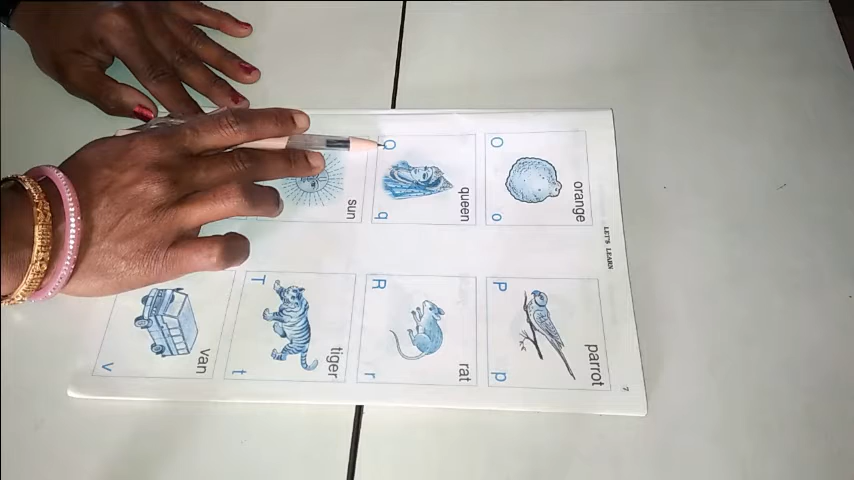 LET'S LEARN 7
orange
O o
parrot
P p
queen
Q q
rat
R r
sun
tiger
T t
van
v